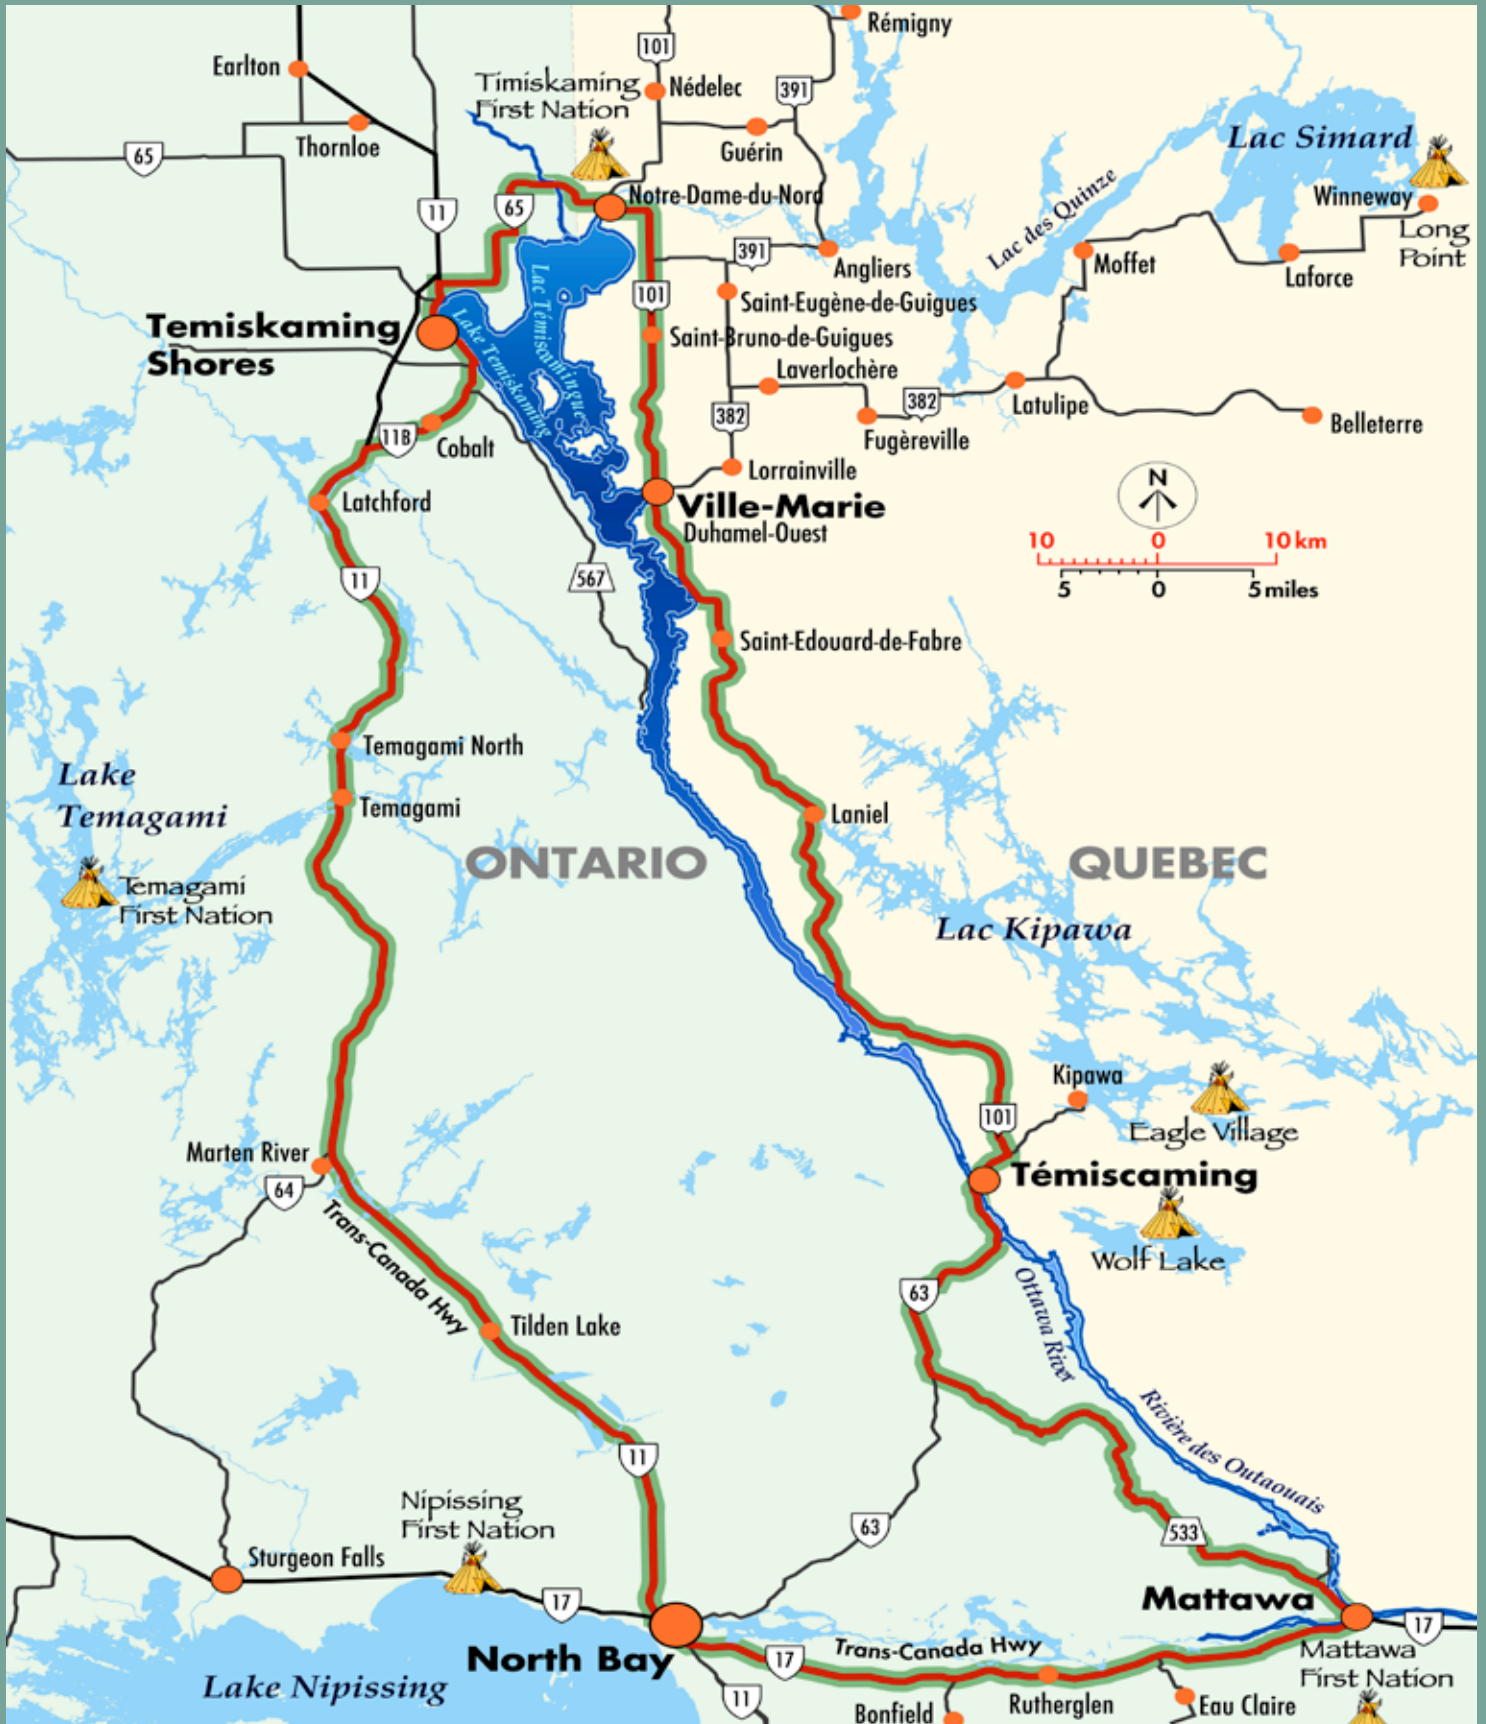 Rémigny
101
Earlton
Timiskaming
First Nation
Nédelec
391
Thornloe
Guérin
Lac Simard
65
Winneway
Long
Point
11
65
Notre-Dame-du-Nord
Lac des Quinze
391
Angliers
Moffet
Laforce
Lac Témiscamingue
Lake Temiskaming
101
Saint-Eugène-de-Guigues
Temiskaming
Shores
Saint-Bruno-de-Guigues
Laverlochère
382
382
Latulipe
Belleterre
11B
Cobalt
Fugèreville
Lorrainville
Latchford
Ville-Marie
Duhamel-Ouest
N
10 0 10 km
5 0 5 miles
11
567
Saint-Edouard-de-Fabre
Temagami North
Lake
Temagami
Temagami
Laniel
ONTARIO
QUEBEC
Temagami
First Nation
Lac Kipawa
Kipawa
101
Eagle Village
Marten River
64
Témiscaming
Trans-Canada Hwy
Wolf Lake
63
Ottawa River
Tilden Lake
Rivière des Outaouais
11
Nipissing
First Nation
63
533
Sturgeon Falls
17
Mattawa
17
North Bay
Trans-Canada Hwy
17
Mattawa
First Nation
Lake Nipissing
11
Bonfield
Rutherglen
Eau Claire